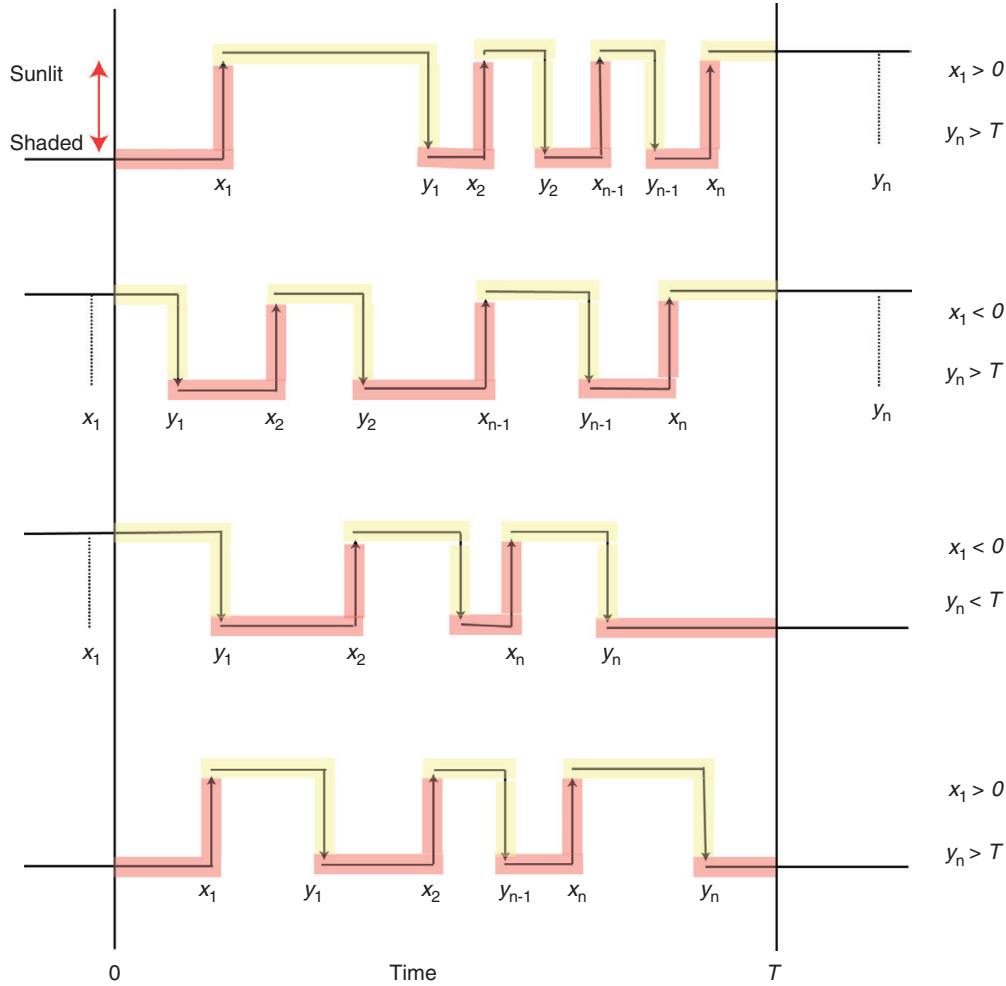 Sunlit
Shaded
x1 y1 x2 y2 xn-1 yn-1 xn yn
x1 > 0
yn > T
x1 y1 x2 y2 xn-1 yn-1 xn yn
x1 < 0
yn > T
x1 y1 x2 xn yn
x1 < 0
yn < T
x1 y1 x2 yn-1 xn yn
x1 > 0
yn > T
0 Time T